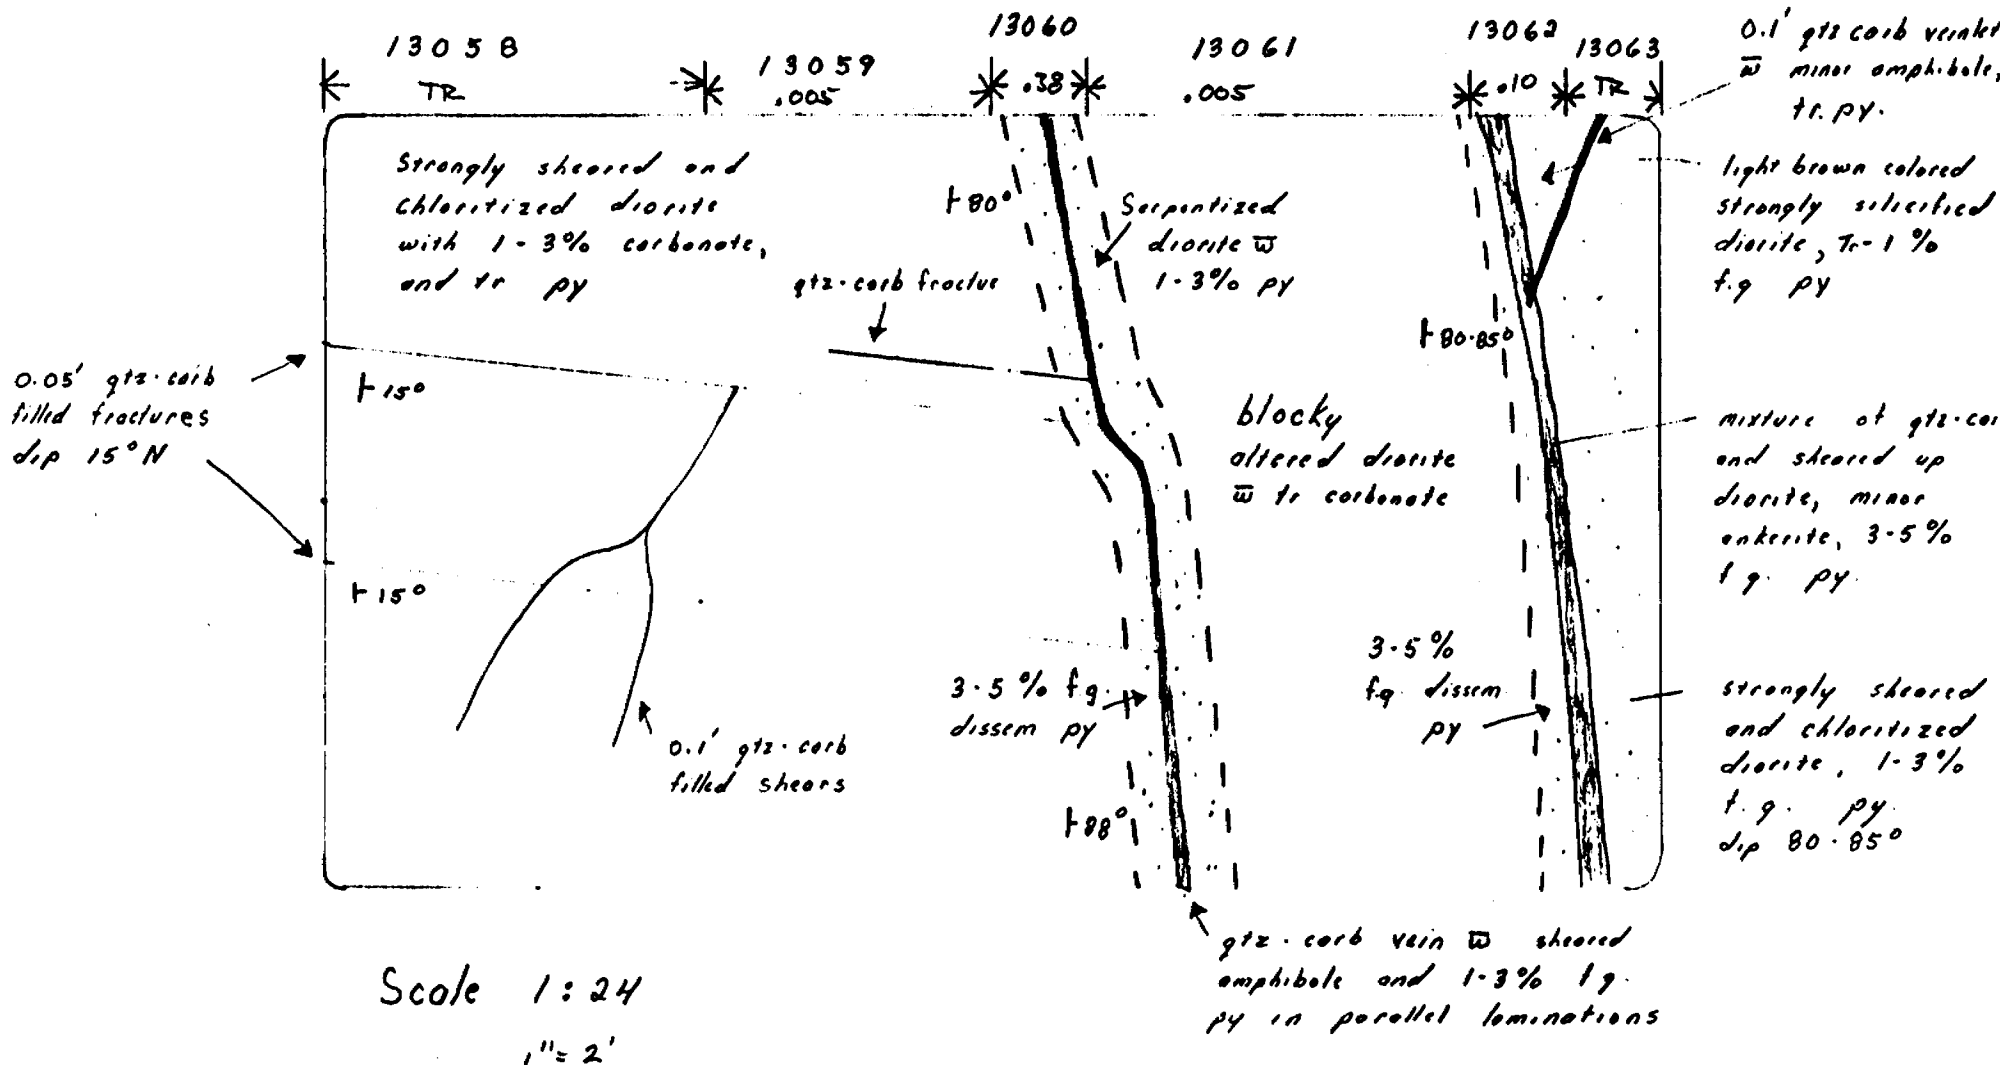 13058
TR
13059
.005
13060
.38
13061
.005
13062
.10
13063
TR
0.1' qtz carb veinlet
w̅ minor amphibole,
tr. py.
Strongly sheared and
chloritized diorite
with 1-3% carbonate,
and tr py
80°
Serpentized
diorite w̅
1-3% py
light brown colored
strongly silicified
diorite, Tr-1%
f.g py
qtz-carb fractue
80-85°
0.05' qtz-carb
filled fractures
dip 15°N
15°
blocky
altered diorite
w̅ tr carbonate
mixture of qtz-car
and sheared up
diorite, minor
ankerite, 3-5%
f g. py.
15°
3-5% f.g.
dissem py
3-5%
f.g. dissem
py
strongly sheared
and chloritized
diorite, 1-3%
f. g. py.
dip 80-85°
0.1' qtz-carb
filled shears
88°
qtz-carb vein w̅ sheared
amphibole and 1-3% f g.
py in parallel laminations
Scale 1:24
1"=2'